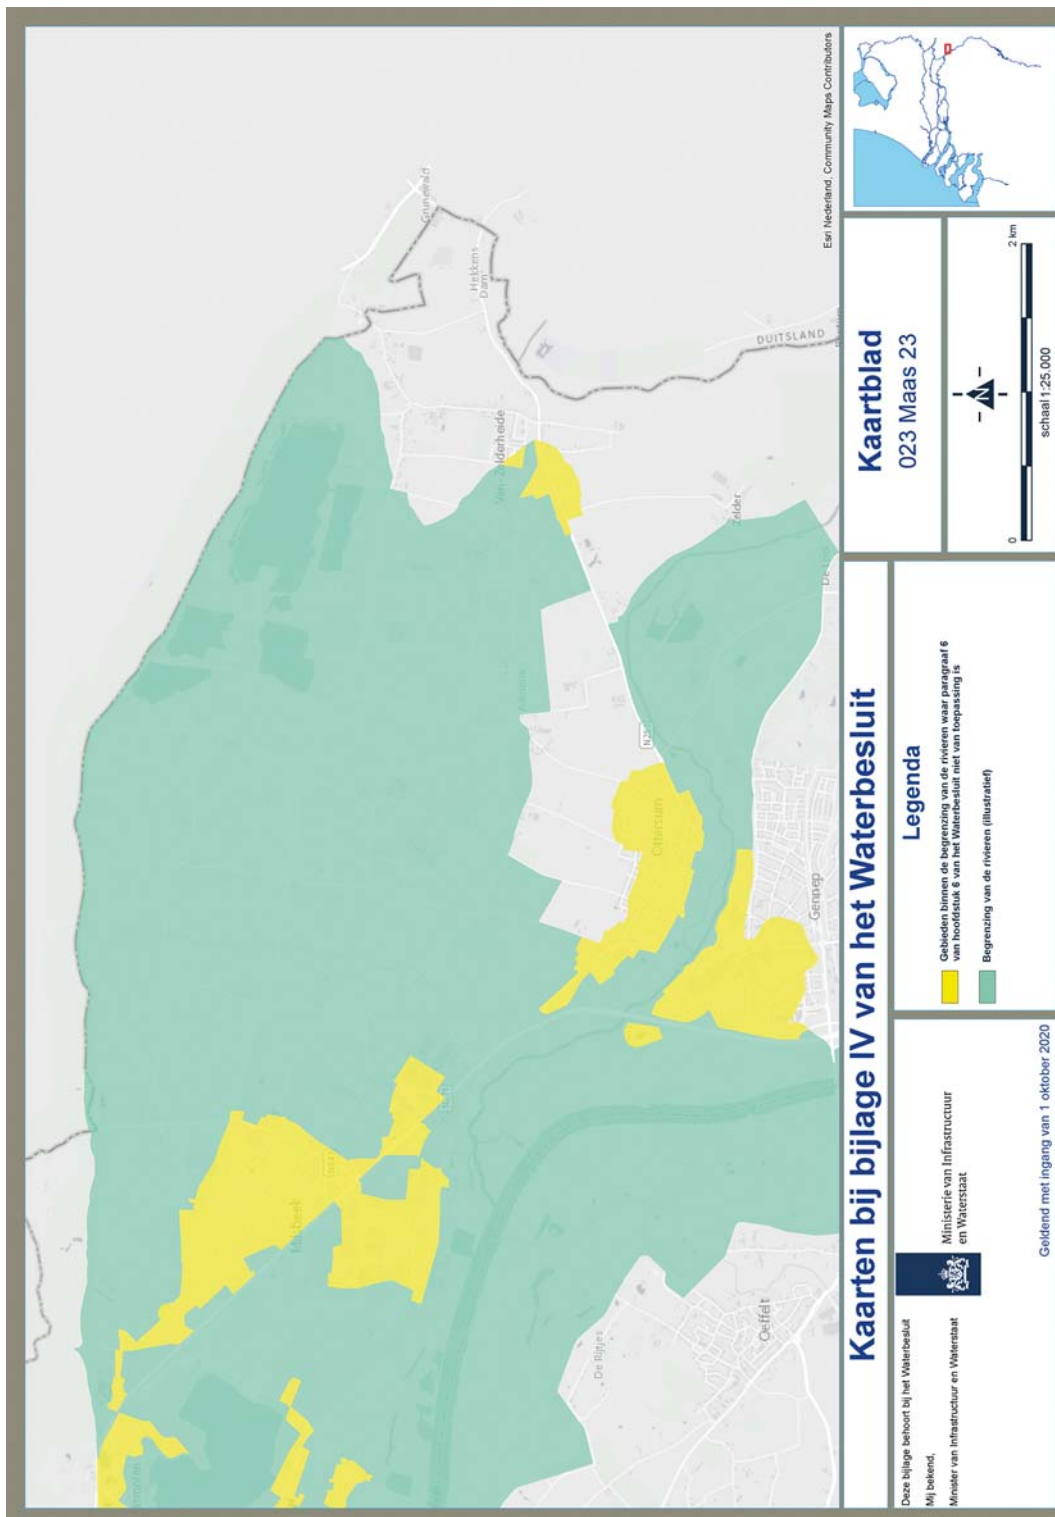 Esri Nederland, Community Maps Contributors
Grunewald
Hekkens
Dam
DUITSLAND
Ven-Zelderheide
Zelder
Ottersum
Gennep
Milsbeek
De Rijtjes
Oeffelt
Kaarten bij bijlage IV van het Waterbesluit
Kaartblad
023 Maas 23
Deze bijlage behoort bij het Waterbesluit
Mij bekend,
Minister van Infrastructuur en Waterstaat
Ministerie van Infrastructuur
en Waterstaat
Geldend met ingang van 1 oktober 2020
Legenda
Gebieden binnen de begrenzing van de rivieren waar paragraaf 6
van hoofdstuk 6 van het Waterbesluit niet van toepassing is
Begrenzing van de rivieren (illustratief)
N
0
2 km
schaal 1:25.000